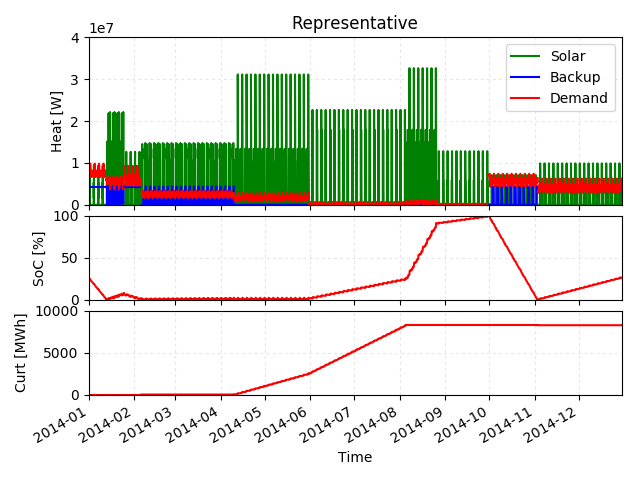 Representative
1e7
4
3
2
1
0
Heat [W]
Solar
Backup
Demand
100
50
0
SoC [%]
10000
5000
0
Curt [MWh]
2014-01
2014-02
2014-03
2014-04
2014-05
2014-06
2014-07
2014-08
2014-09
2014-10
2014-11
2014-12
Time